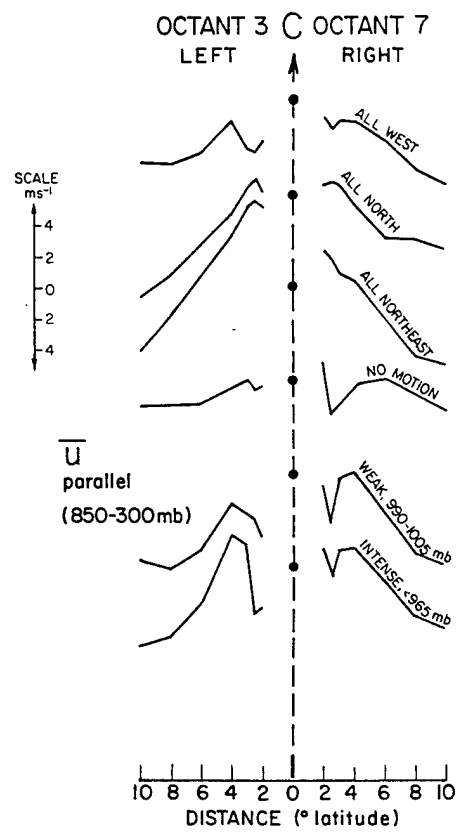 OCTANT 3 C OCTANT 7
LEFT RIGHT
ALL WEST
SCALE
ms⁻¹
4
2
0
2
4
ALL NORTH
ALL NORTHEAST
NO MOTION
u̅
parallel
(850-300mb)
WEAK, 990-1005 mb
INTENSE, <965 mb
10 8 6 4 2 0 2 4 6 8 10
DISTANCE (° latitude)